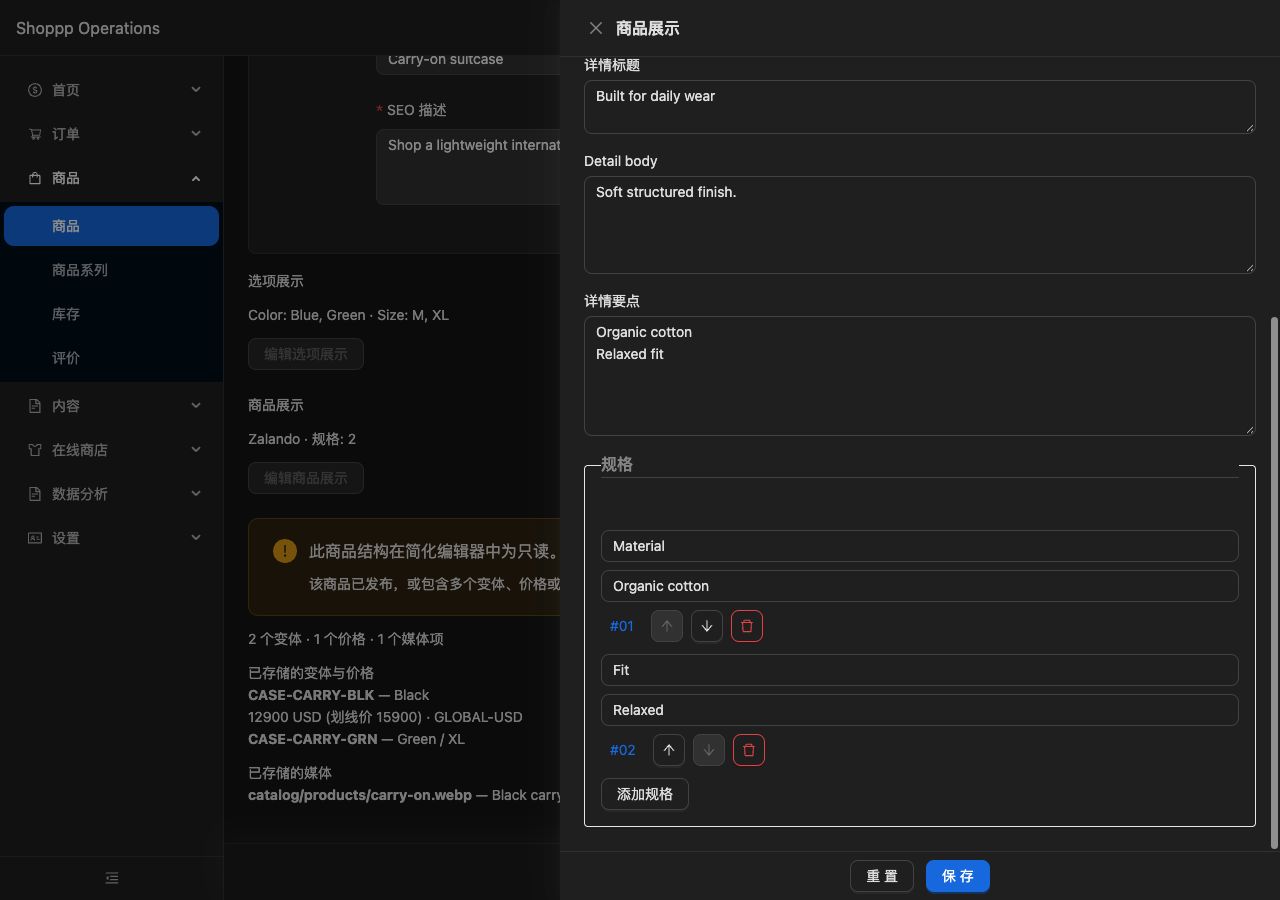 Shoppp Operations
首页
订单
商品
商品
商品系列
库存
评价
内容
在线商店
数据分析
设置
Carry-on suitcase
* SEO 描述
Shop a lightweight internat
选项展示
Color: Blue, Green · Size: M, XL
编辑选项展示
商品展示
Zalando · 规格: 2
编辑商品展示
此商品结构在简化编辑器中为只读。
该商品已发布，或包含多个变体、价格或
2 个变体 · 1 个价格 · 1 个媒体项
已存储的变体与价格
CASE-CARRY-BLK — Black
12900 USD (划线价 15900) · GLOBAL-USD
CASE-CARRY-GRN — Green / XL
已存储的媒体
catalog/products/carry-on.webp — Black carry
商品展示
详情标题
Built for daily wear
Detail body
Soft structured finish.
详情要点
Organic cotton
Relaxed fit
规格
Material
Organic cotton
#01
Fit
Relaxed
#02
添加规格
重 置
保 存